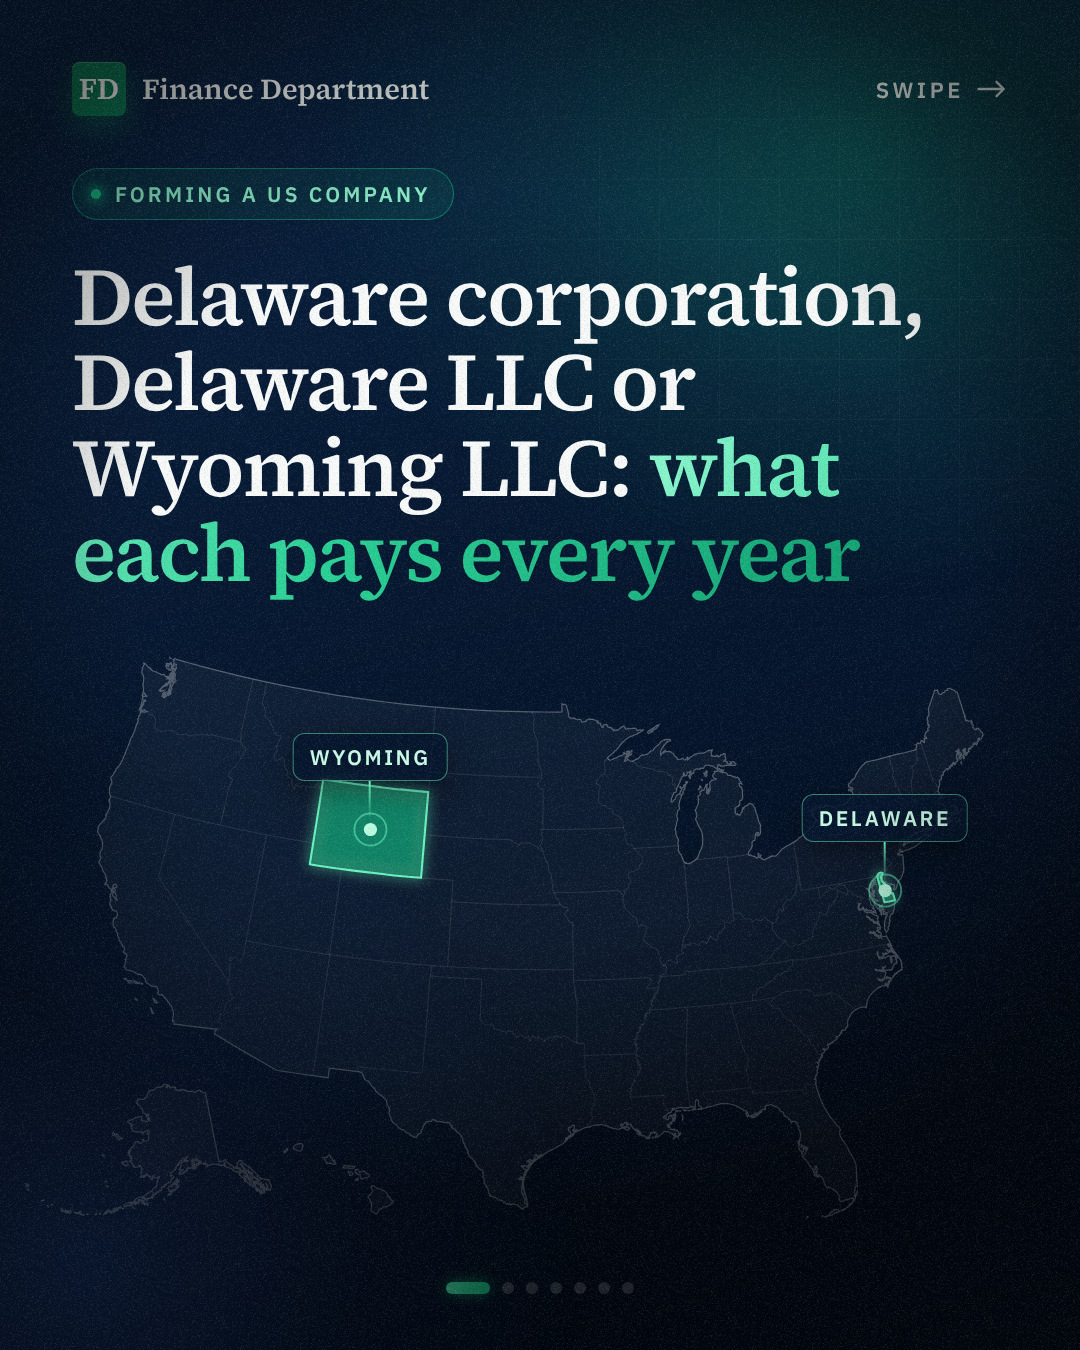 FD Finance Department
SWIPE →
FORMING A US COMPANY
Delaware corporation,
Delaware LLC or
Wyoming LLC: what
each pays every year
WYOMING
DELAWARE